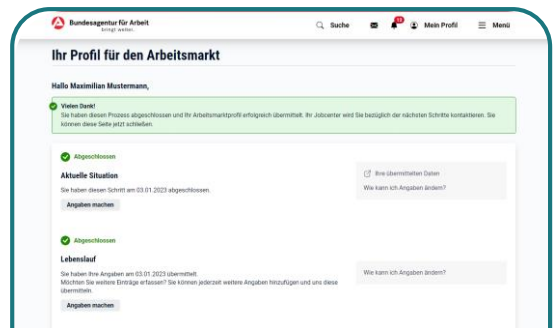 Bundesagentur für Arbeit
bringt weiter.
Suche
Mein Profil
Menü
Ihr Profil für den Arbeitsmarkt
Hallo Maximilian Mustermann,
Vielen Dank!
Sie haben diesen Prozess abgeschlossen und Ihr Arbeitsmarktprofil erfolgreich übermittelt. Ihr Jobcenter wird Sie bezüglich der nächsten Schritte kontaktieren. Sie
können diese Seite jetzt schließen.
Abgeschlossen
Aktuelle Situation
Sie haben diesen Schritt am 03.01.2023 abgeschlossen.
Angaben machen
Ihre übermittelten Daten
Wie kann ich Angaben ändern?
Abgeschlossen
Lebenslauf
Sie haben Ihre Angaben am 03.01.2023 übermittelt.
Möchten Sie weitere Einträge erfassen? Sie können jederzeit weitere Angaben hinzufügen und uns diese
übermitteln.
Angaben machen
Wie kann ich Angaben ändern?